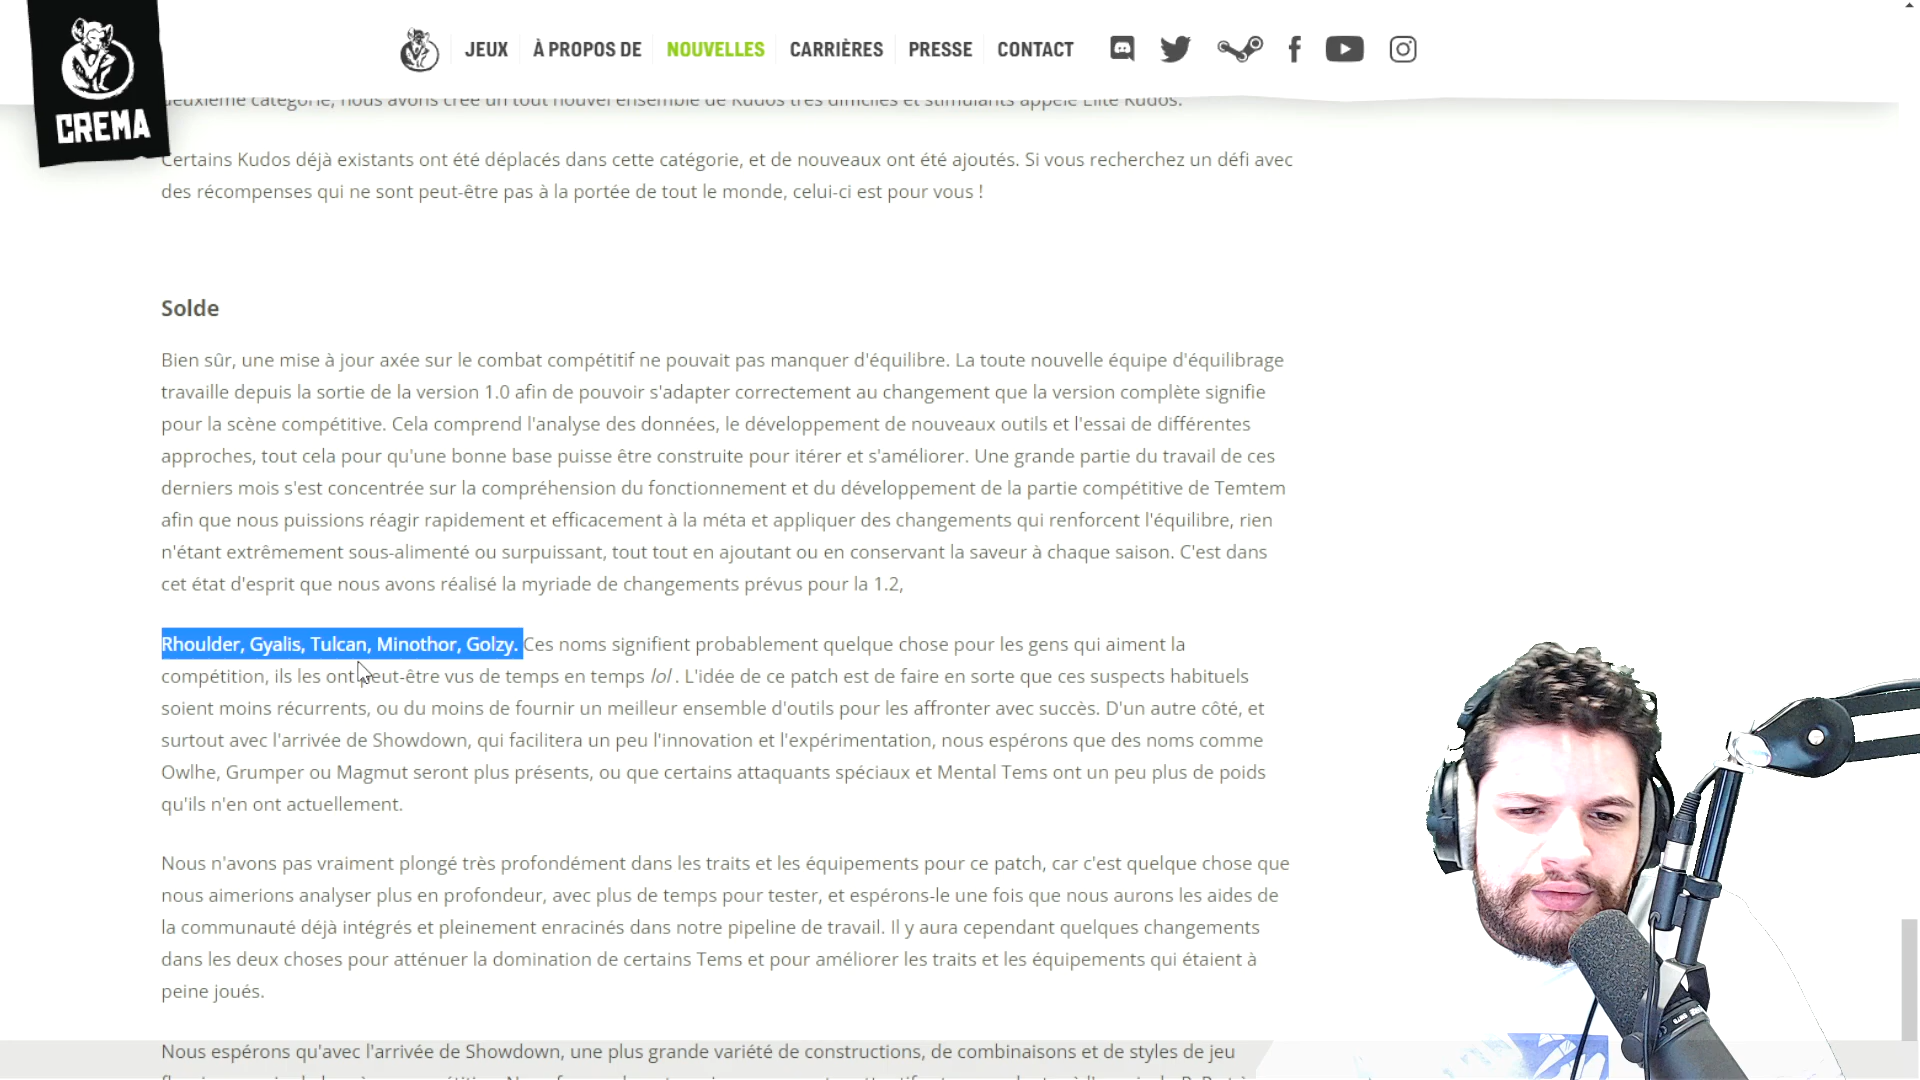 CREMA
JEUX
À PROPOS DE
NOUVELLES
CARRIÈRES
PRESSE
CONTACT
deuxième catégorie, nous avons créé un tout nouvel ensemble de Kudos très difficiles et stimulants appelé Elite Kudos.
Certains Kudos déjà existants ont été déplacés dans cette catégorie, et de nouveaux ont été ajoutés. Si vous recherchez un défi avec
des récompenses qui ne sont peut-être pas à la portée de tout le monde, celui-ci est pour vous !
Solde
Bien sûr, une mise à jour axée sur le combat compétitif ne pouvait pas manquer d'équilibre. La toute nouvelle équipe d'équilibrage
travaille depuis la sortie de la version 1.0 afin de pouvoir s'adapter correctement au changement que la version complète signifie
pour la scène compétitive. Cela comprend l'analyse des données, le développement de nouveaux outils et l'essai de différentes
approches, tout cela pour qu'une bonne base puisse être construite pour itérer et s'améliorer. Une grande partie du travail de ces
derniers mois s'est concentrée sur la compréhension du fonctionnement et du développement de la partie compétitive de Temtem
afin que nous puissions réagir rapidement et efficacement à la méta et appliquer des changements qui renforcent l'équilibre, rien
n'étant extrêmement sous-alimenté ou surpuissant, tout tout en ajoutant ou en conservant la saveur à chaque saison. C'est dans
cet état d'esprit que nous avons réalisé la myriade de changements prévus pour la 1.2,
Rhoulder, Gyalis, Tulcan, Minothor, Golzy. Ces noms signifient probablement quelque chose pour les gens qui aiment la
compétition, ils les ont peut-être vus de temps en temps lol . L'idée de ce patch est de faire en sorte que ces suspects habituels
soient moins récurrents, ou du moins de fournir un meilleur ensemble d'outils pour les affronter avec succès. D'un autre côté, et
surtout avec l'arrivée de Showdown, qui facilitera un peu l'innovation et l'expérimentation, nous espérons que des noms comme
Owlhe, Grumper ou Magmut seront plus présents, ou que certains attaquants spéciaux et Mental Tems ont un peu plus de poids
qu'ils n'en ont actuellement.
Nous n'avons pas vraiment plongé très profondément dans les traits et les équipements pour ce patch, car c'est quelque chose que
nous aimerions analyser plus en profondeur, avec plus de temps pour tester, et espérons-le une fois que nous aurons les aides de
la communauté déjà intégrés et pleinement enracinés dans notre pipeline de travail. Il y aura cependant quelques changements
dans les deux choses pour atténuer la domination de certains Tems et pour améliorer les traits et les équipements qui étaient à
peine joués.
Nous espérons qu'avec l'arrivée de Showdown, une plus grande variété de constructions, de combinaisons et de styles de jeu